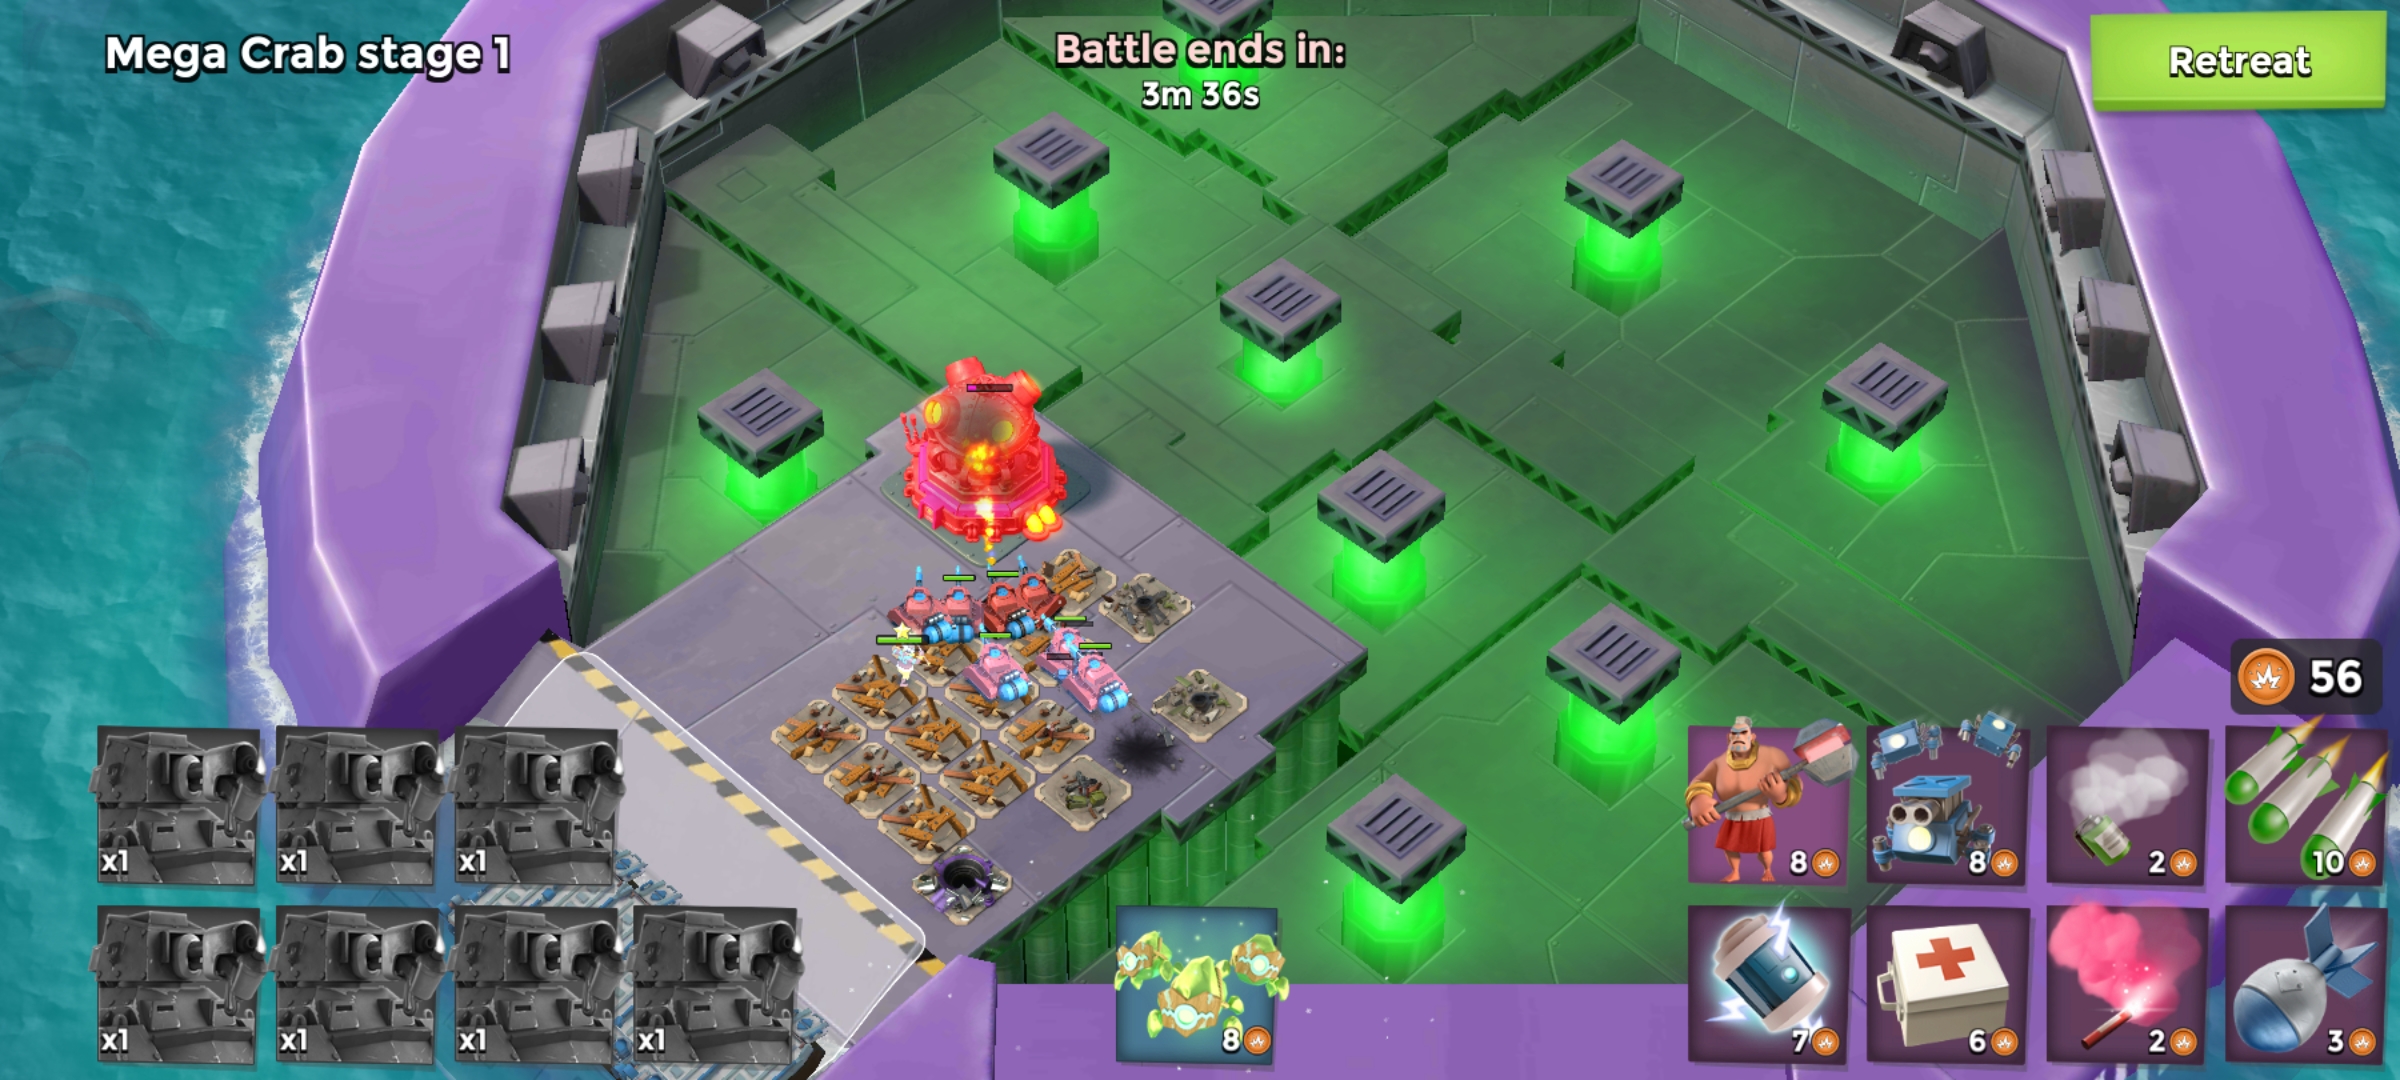 Mega Crab stage 1
Battle ends in:
3m 36s
Retreat
56
x1
x1
x1
8
8
2
10
x1
x1
x1
x1
8
7
6
2
3